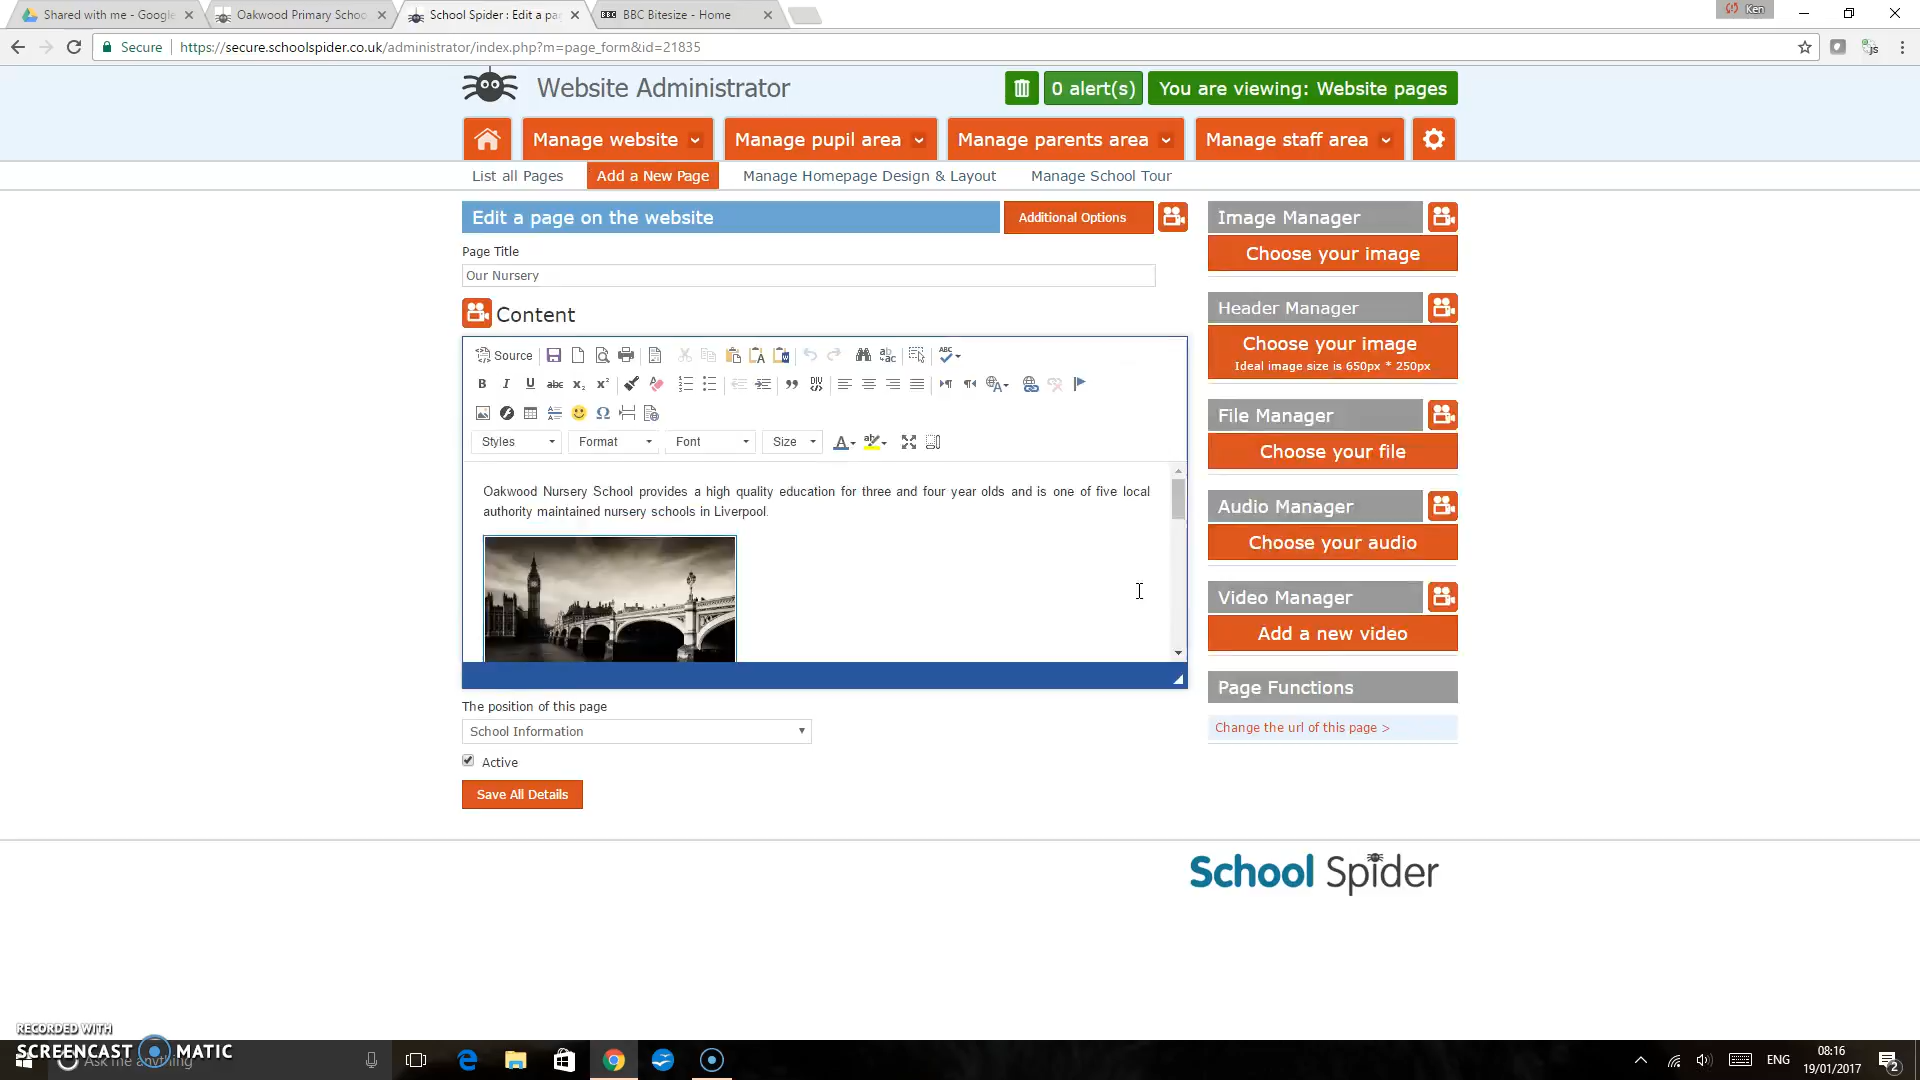 Shared with me - Google
Oakwood Primary Schoo
School Spider : Edit a pa
BBC Bitesize - Home
Ken
Secure
https://secure.schoolspider.co.uk/administrator/index.php?m=page_form&id=21835
Website Administrator
0 alert(s)
You are viewing: Website pages
Manage website
Manage pupil area
Manage parents area
Manage staff area
List all Pages
Add a New Page
Manage Homepage Design & Layout
Manage School Tour
Edit a page on the website
Additional Options
Page Title
Our Nursery
Content
Source
Styles
Format
Font
Size
Oakwood Nursery School provides a high quality education for three and four year olds and is one of five local
authority maintained nursery schools in Liverpool.
The position of this page
School Information
Active
Save All Details
Image Manager
Choose your image
Header Manager
Choose your image
Ideal image size is 650px * 250px
File Manager
Choose your file
Audio Manager
Choose your audio
Video Manager
Add a new video
Page Functions
Change the url of this page >
School Spider
RECORDED WITH
SCREENCAST MATIC
Ask me anything
ENG
08:16
19/01/2017
2